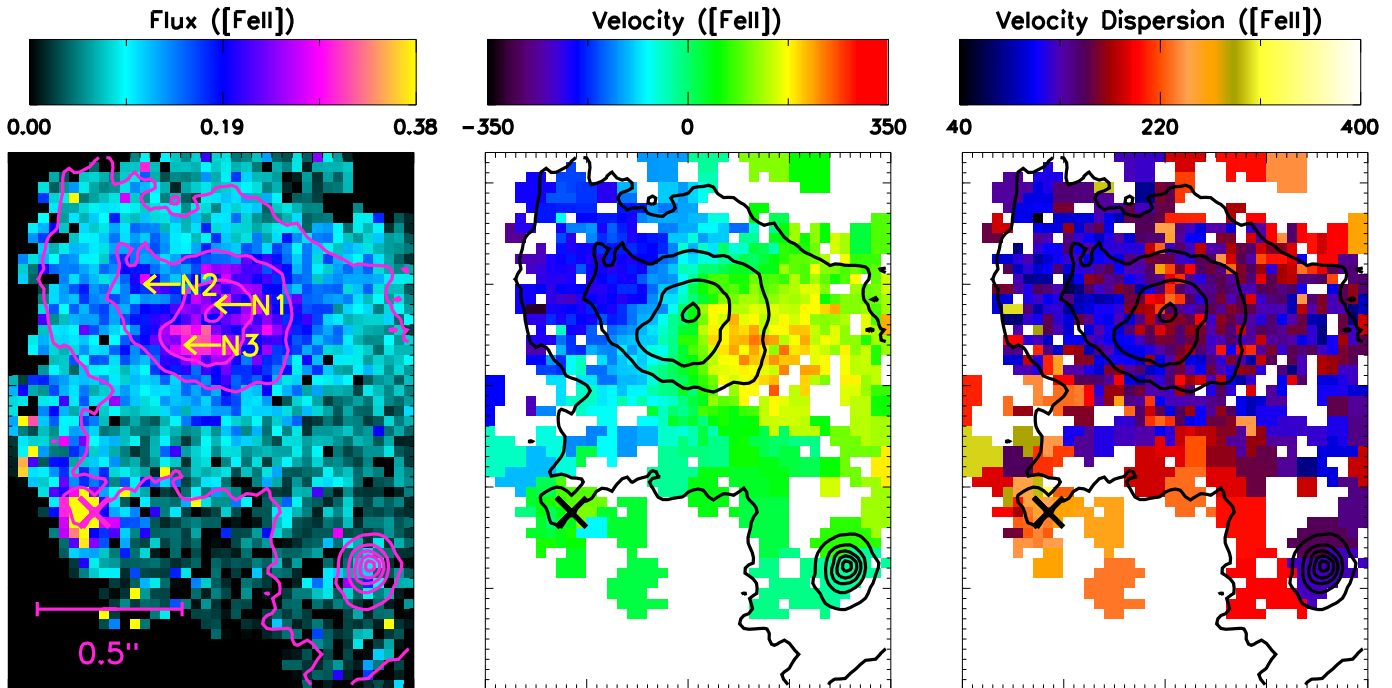 Flux ([FeII])
Velocity ([FeII])
Velocity Dispersion ([FeII])
0.00 0.19 0.38
−350 0 350
40 220 400
N2
N1
N3
0.5"